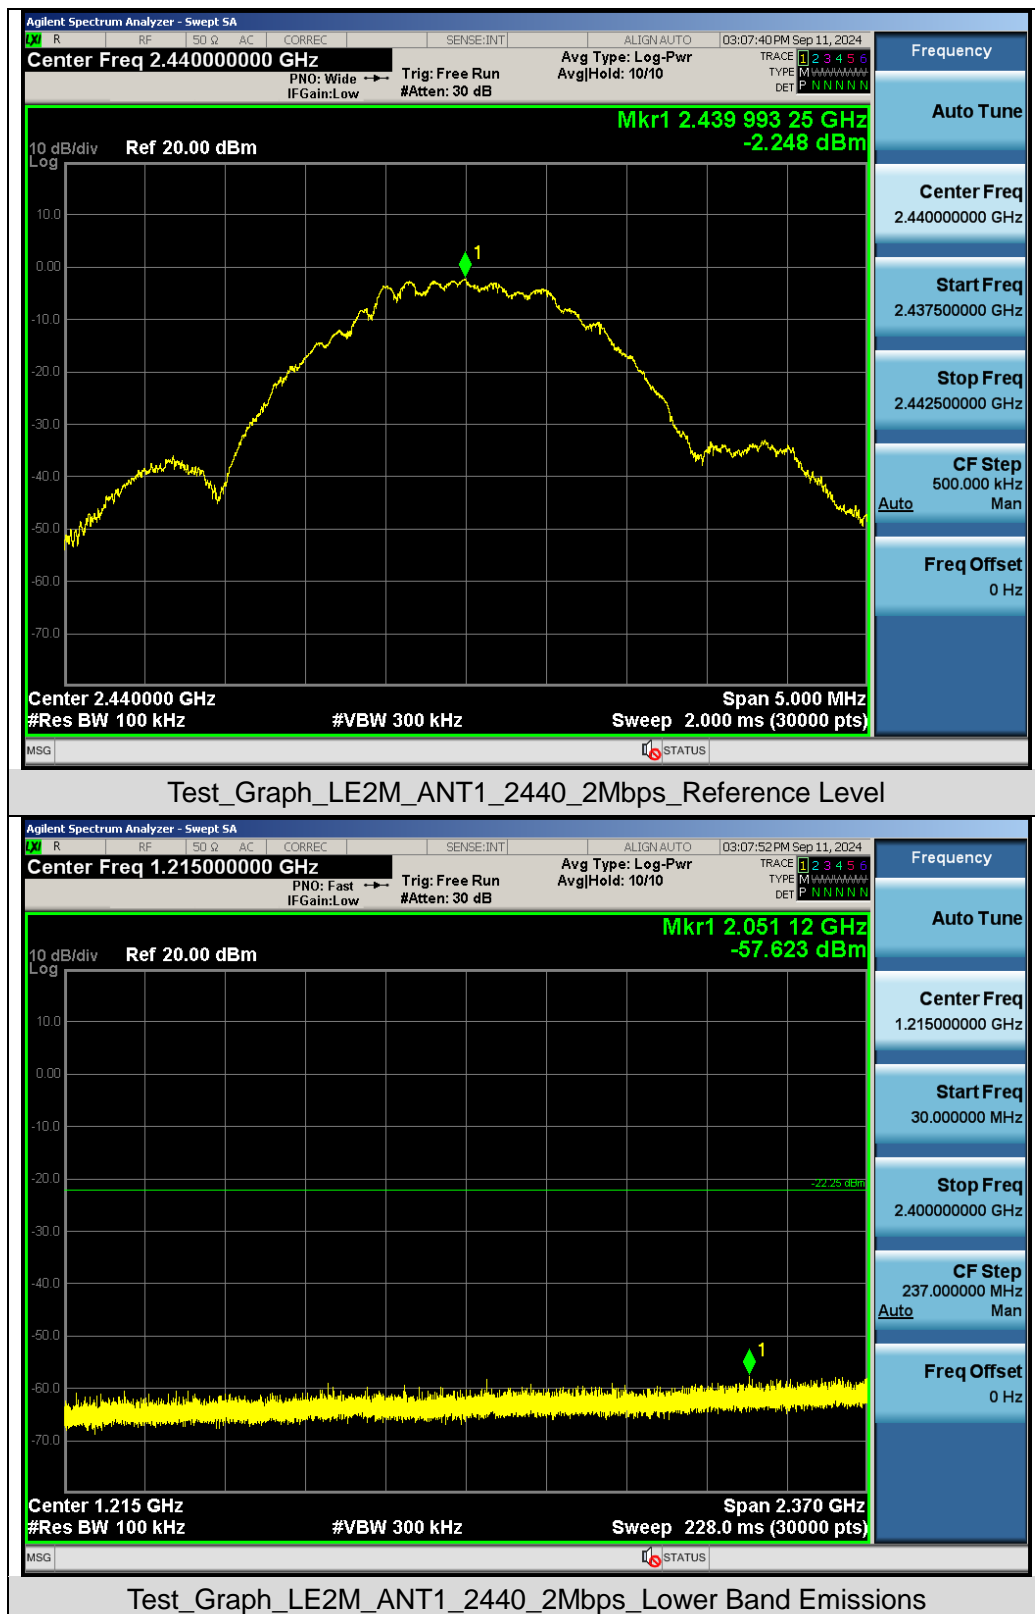 Agilent Spectrum Analyzer - Swept SA
LXI R RF 50 Ω AC CORREC SENSE:INT ALIGN AUTO 03:07:40 PM Sep 11, 2024
Center Freq 2.440000000 GHz
PNO: Wide
IFGain:Low
Trig: Free Run
#Atten: 30 dB
Avg Type: Log-Pwr
Avg|Hold: 10/10
TRACE 1 2 3 4 5 6
TYPE M
DET P N N N N N
Mkr1 2.439 993 25 GHz
-2.248 dBm
10 dB/div Ref 20.00 dBm
Log
10.0
0.00
-10.0
-20.0
-30.0
-40.0
-50.0
-60.0
-70.0
1
Center 2.440000 GHz Span 5.000 MHz
#Res BW 100 kHz #VBW 300 kHz Sweep 2.000 ms (30000 pts)
MSG STATUS
Frequency
Auto Tune
Center Freq
2.440000000 GHz
Start Freq
2.437500000 GHz
Stop Freq
2.442500000 GHz
CF Step
500.000 kHz
Auto Man
Freq Offset
0 Hz
Test_Graph_LE2M_ANT1_2440_2Mbps_Reference Level
Agilent Spectrum Analyzer - Swept SA
LXI R RF 50 Ω AC CORREC SENSE:INT ALIGN AUTO 03:07:52 PM Sep 11, 2024
Center Freq 1.215000000 GHz
PNO: Fast
IFGain:Low
Trig: Free Run
#Atten: 30 dB
Avg Type: Log-Pwr
Avg|Hold: 10/10
TRACE 1 2 3 4 5 6
TYPE M
DET P N N N N N
Mkr1 2.051 12 GHz
-57.623 dBm
10 dB/div Ref 20.00 dBm
Log
10.0
0.00
-10.0
-20.0
-30.0
-40.0
-50.0
-60.0
-70.0
-22.25 dBm
1
Center 1.215 GHz Span 2.370 GHz
#Res BW 100 kHz #VBW 300 kHz Sweep 228.0 ms (30000 pts)
MSG STATUS
Frequency
Auto Tune
Center Freq
1.215000000 GHz
Start Freq
30.000000 MHz
Stop Freq
2.400000000 GHz
CF Step
237.000000 MHz
Auto Man
Freq Offset
0 Hz
Test_Graph_LE2M_ANT1_2440_2Mbps_Lower Band Emissions